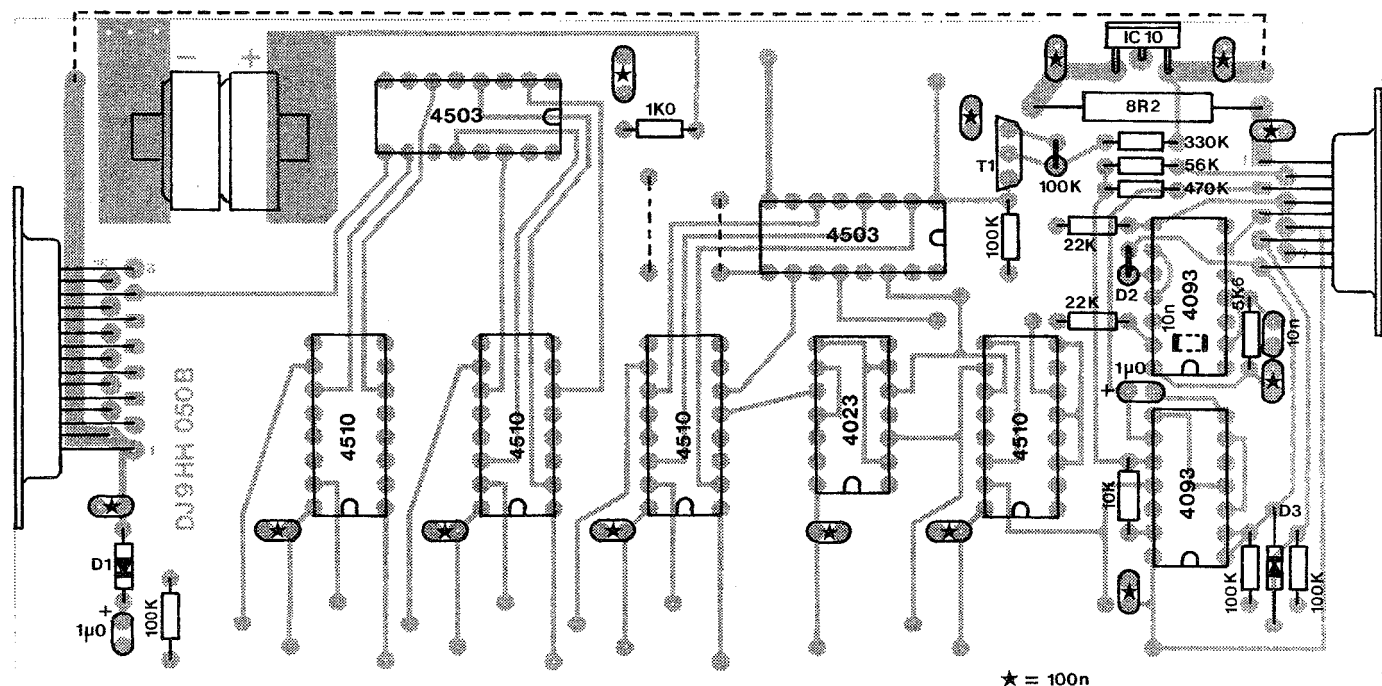 - +
IC 10
4503
1K0
8R2
T1
330K
56K
470K
100K
100K
4503
22K
D2
4093
5K6
22K
10n
10n
1µ0
+
4510
4510
4510
4023
4510
DJ9HH 050B
10K
4093
D3
D1
+
1µ0
100K
100K
100K
★ = 100n